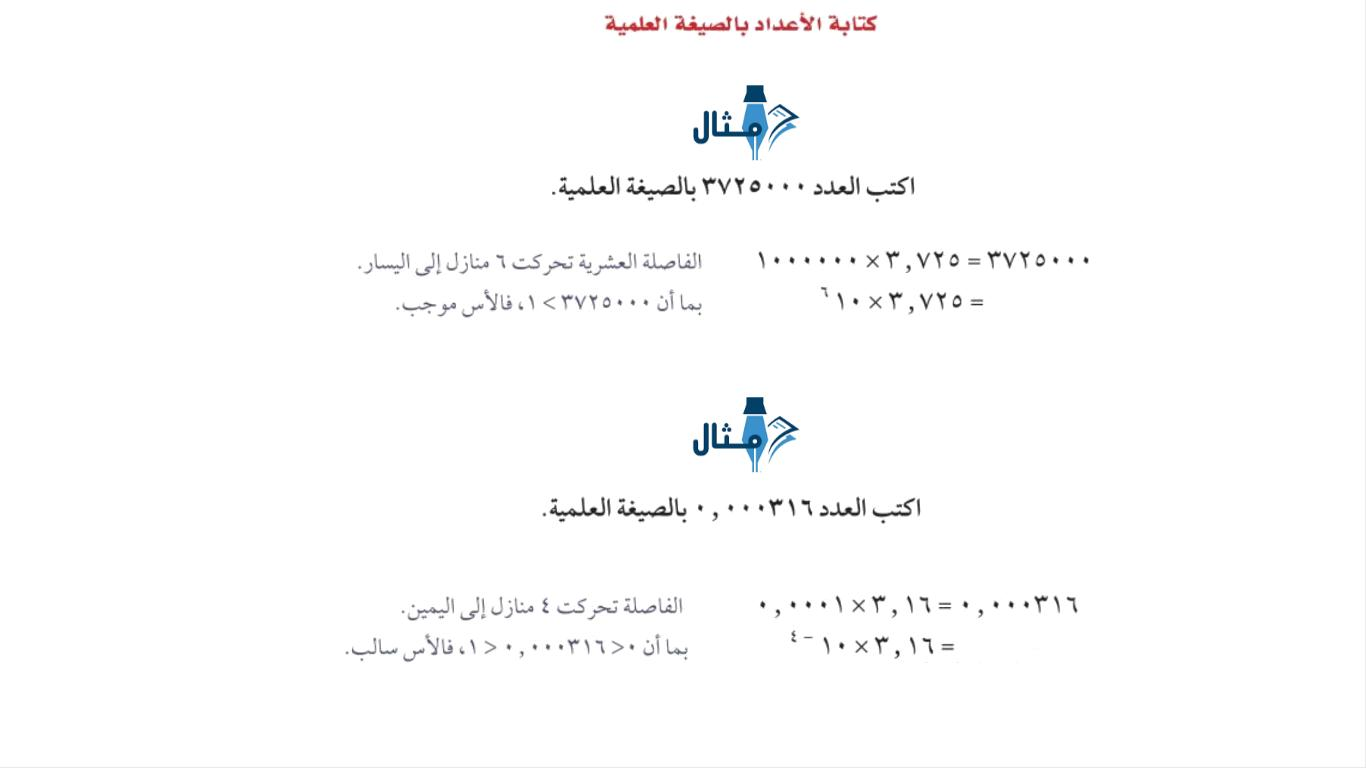 كتابة الأعداد بالصيغة العلمية
مثال
اكتب العدد ٣٧٢٥٠٠٠ بالصيغة العلمية.
٣٧٢٥٠٠٠ = ٣,٧٢٥ × ١٠٠٠٠٠٠ الفاصلة العشرية تحركت ٦ منازل إلى اليسار.
= ٣,٧٢٥ × ١٠⁶ بما أن ٣٧٢٥٠٠٠ > ١، فالأس موجب.
مثال
اكتب العدد ٠,٠٠٠٣١٦ بالصيغة العلمية.
٠,٠٠٠٣١٦ = ٣,١٦ × ٠,٠٠٠١ الفاصلة تحركت ٤ منازل إلى اليمين.
= ٣,١٦ × ١٠⁻⁴ بما أن ٠ < ٠,٠٠٠٣١٦ < ١، فالأس سالب.